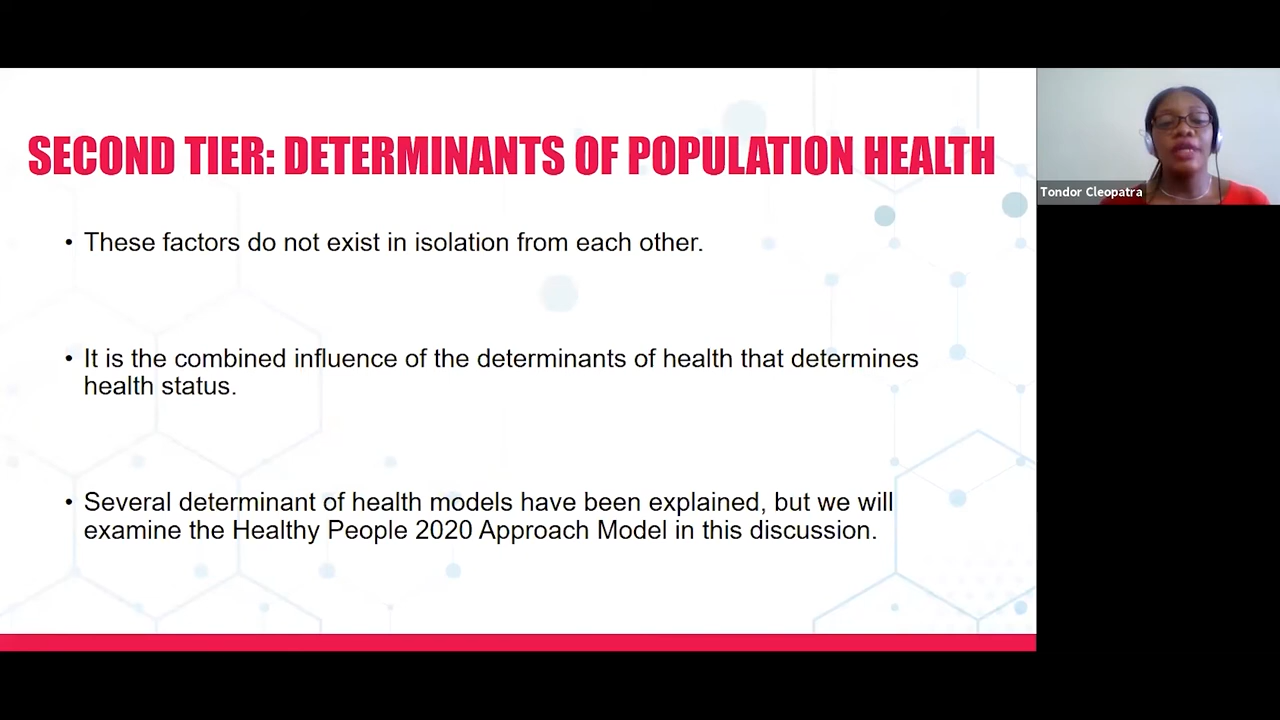 SECOND TIER: DETERMINANTS OF POPULATION HEALTH
Tondor Cleopatra
• These factors do not exist in isolation from each other.
• It is the combined influence of the determinants of health that determines
health status.
• Several determinant of health models have been explained, but we will
examine the Healthy People 2020 Approach Model in this discussion.